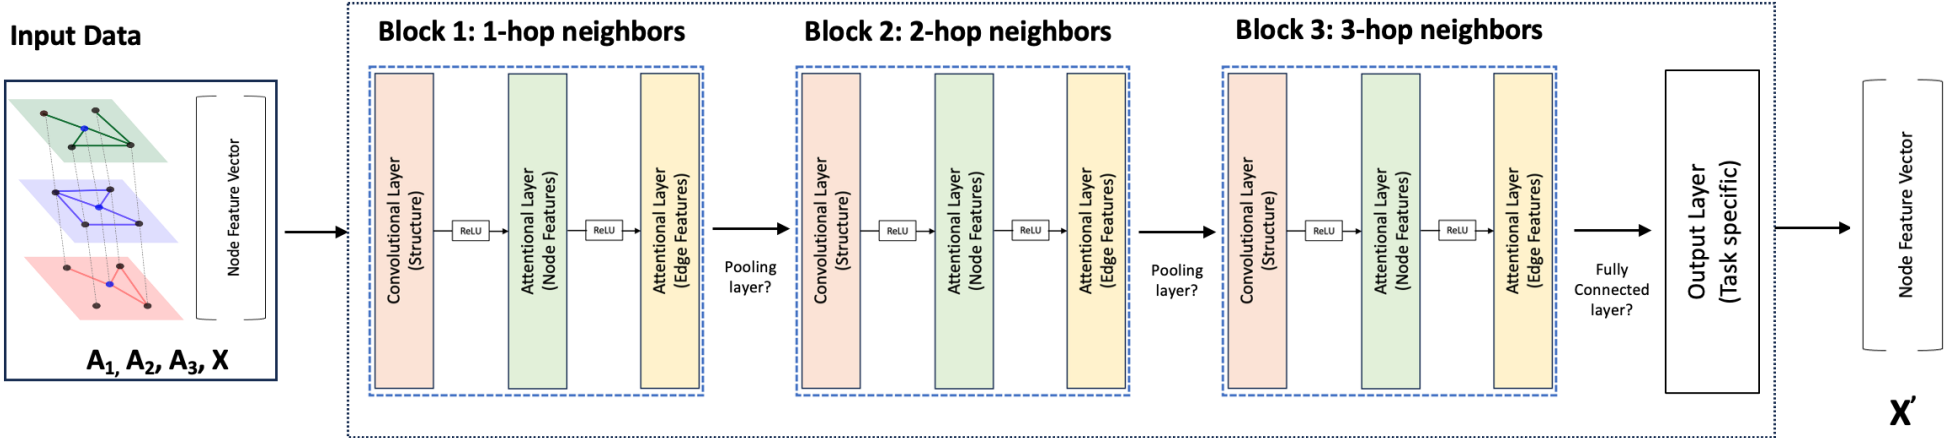 Input Data
Node Feature Vector
A1, A2, A3, X
Block 1: 1-hop neighbors
Convolutional Layer
(Structure)
ReLU
Attentional Layer
(Node Features)
ReLU
Attentional Layer
(Edge Features)
Pooling
layer?
Block 2: 2-hop neighbors
Convolutional Layer
(Structure)
ReLU
Attentional Layer
(Node Features)
ReLU
Attentional Layer
(Edge Features)
Pooling
layer?
Block 3: 3-hop neighbors
Convolutional Layer
(Structure)
ReLU
Attentional Layer
(Node Features)
ReLU
Attentional Layer
(Edge Features)
Fully
Connected
layer?
Output Layer
(Task specific)
Node Feature Vector
X′